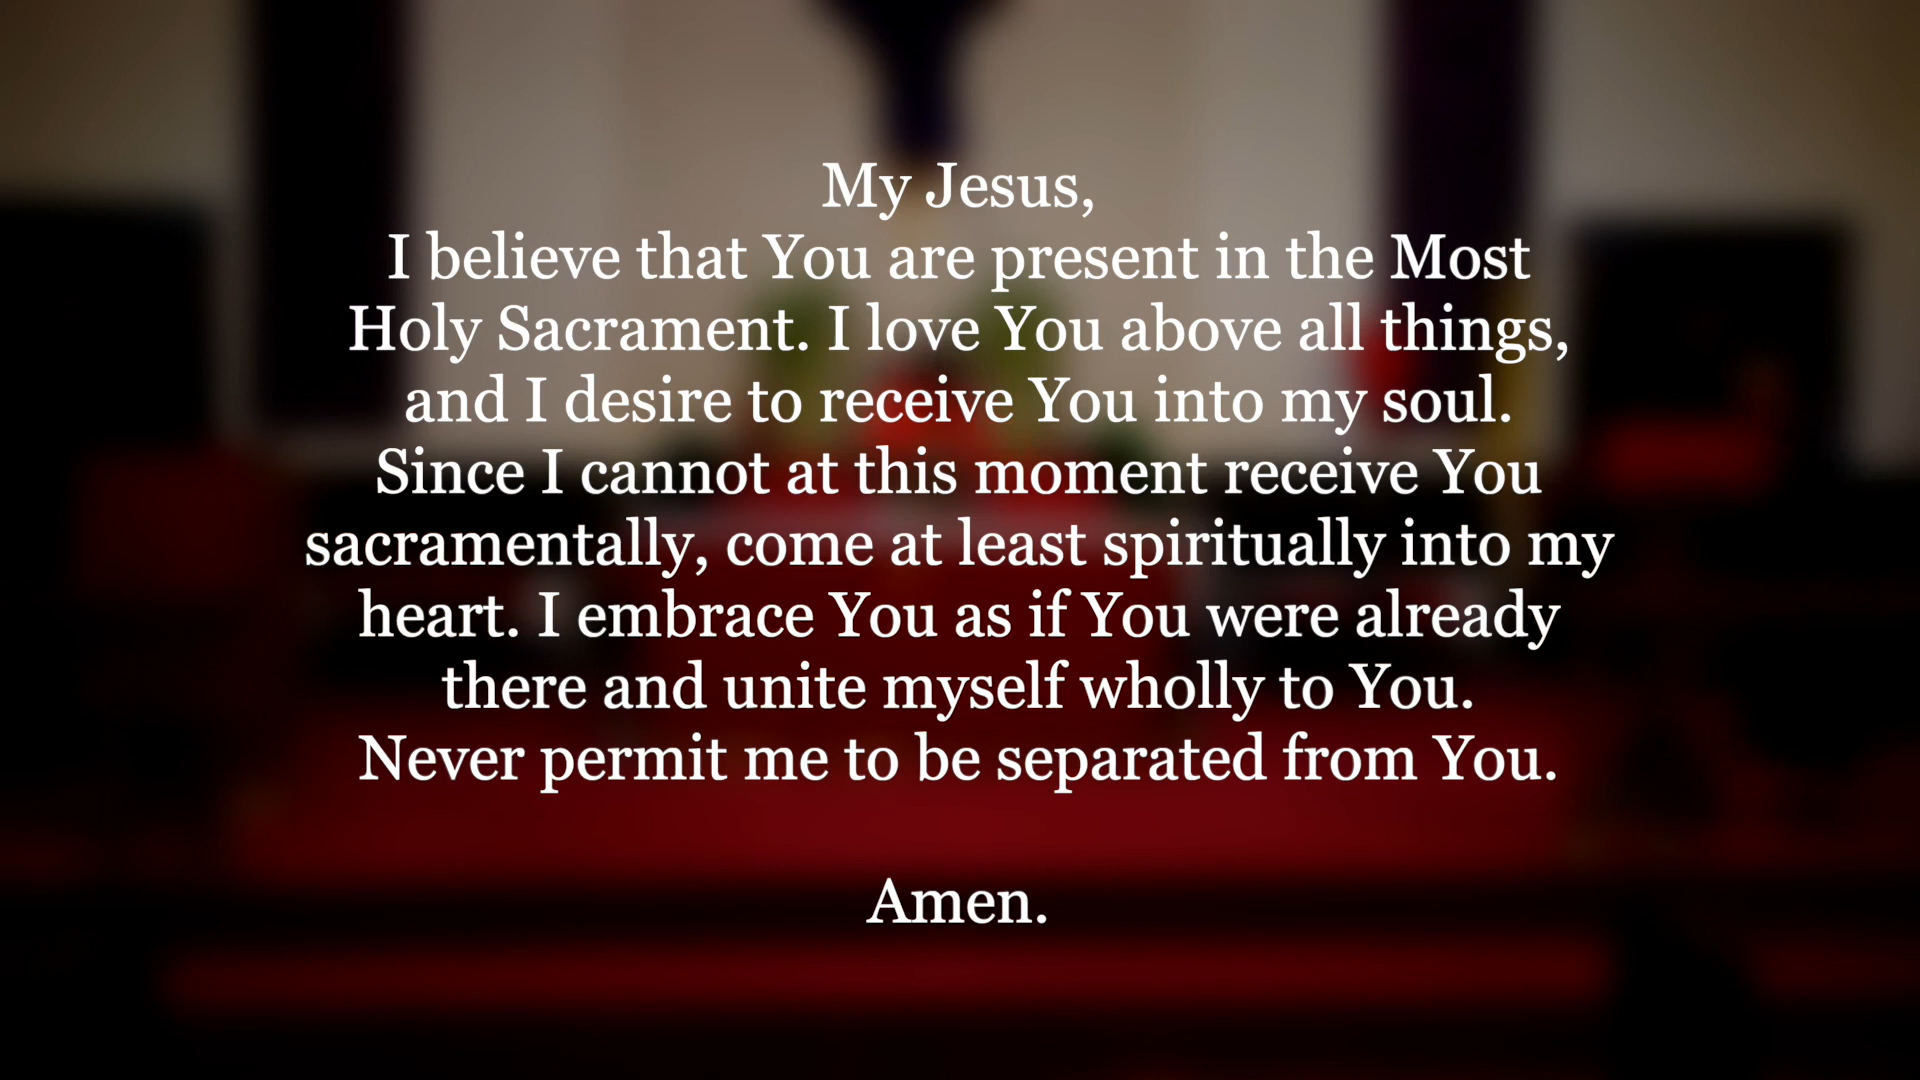 My Jesus,
I believe that You are present in the Most
Holy Sacrament. I love You above all things,
and I desire to receive You into my soul.
Since I cannot at this moment receive You
sacramentally, come at least spiritually into my
heart. I embrace You as if You were already
there and unite myself wholly to You.
Never permit me to be separated from You.
Amen.